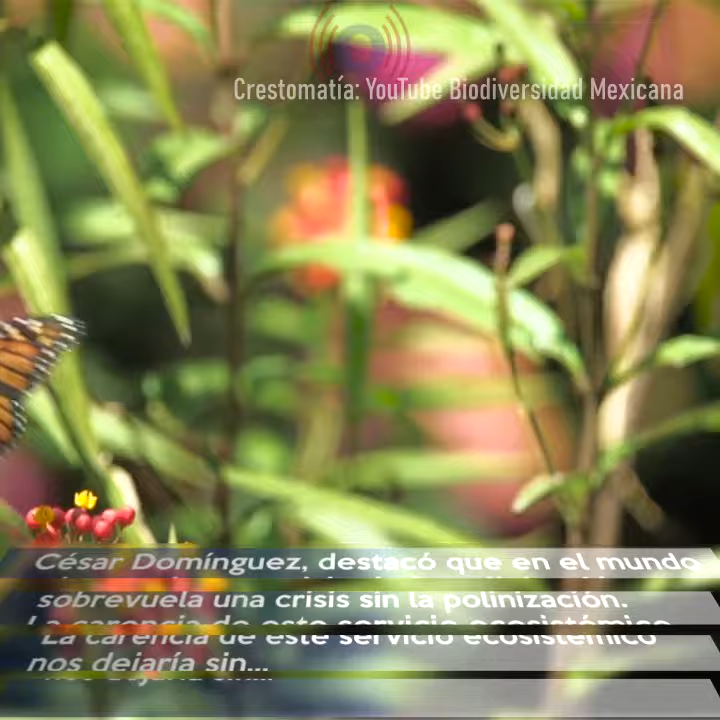 Crestomatía: YouTube Biodiversidad Mexicana
César Domínguez, destacó que en el mundo
sobrevuela una crisis sin la polinización.
La carencia de este servicio ecosistémico
nos dejaría sin...